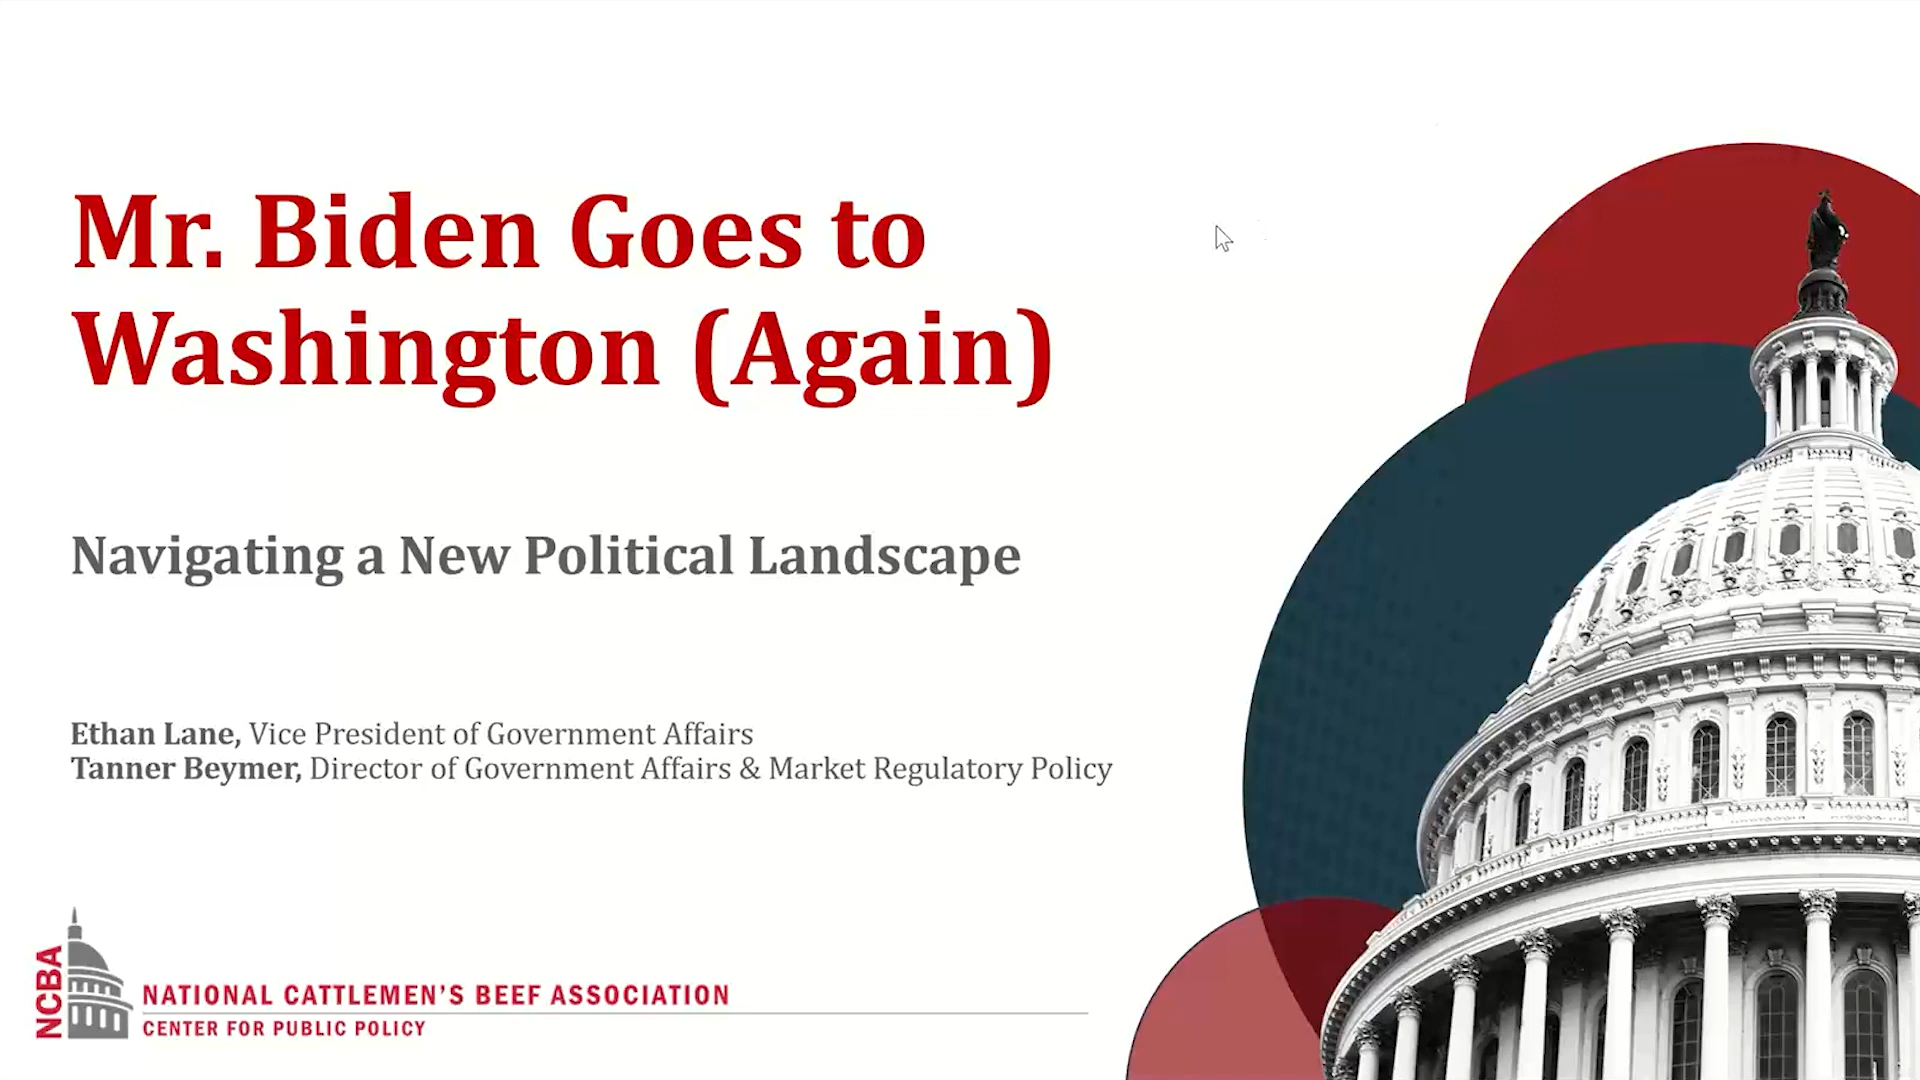 Mr. Biden Goes to
Washington (Again)
Navigating a New Political Landscape
Ethan Lane, Vice President of Government Affairs
Tanner Beymer, Director of Government Affairs & Market Regulatory Policy
NCBA
NATIONAL CATTLEMEN'S BEEF ASSOCIATION
CENTER FOR PUBLIC POLICY